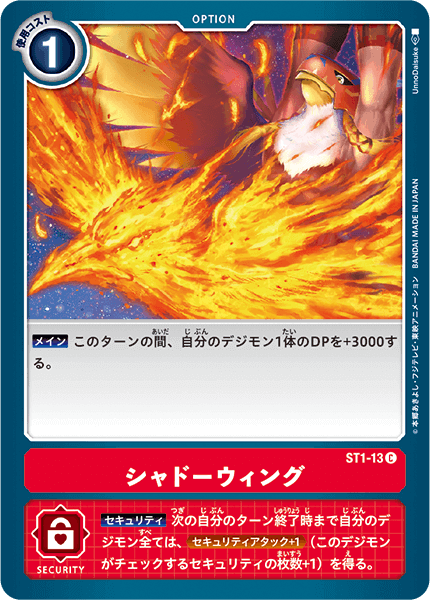 OPTION
使用コスト
1
UnnoDaisuke
©本郷あきよし・フジテレビ・東映アニメーション BANDAI MADE IN JAPAN
メイン このターンの間、自分のデジモン1体のDPを+3000す
る。
ST1-13 C
シャドーウィング
セキュリティ 次の自分のターン終了時まで自分のデ
ジモン全ては、セキュリティアタック+1（このデジモン
がチェックするセキュリティの枚数+1）を得る。
SECURITY